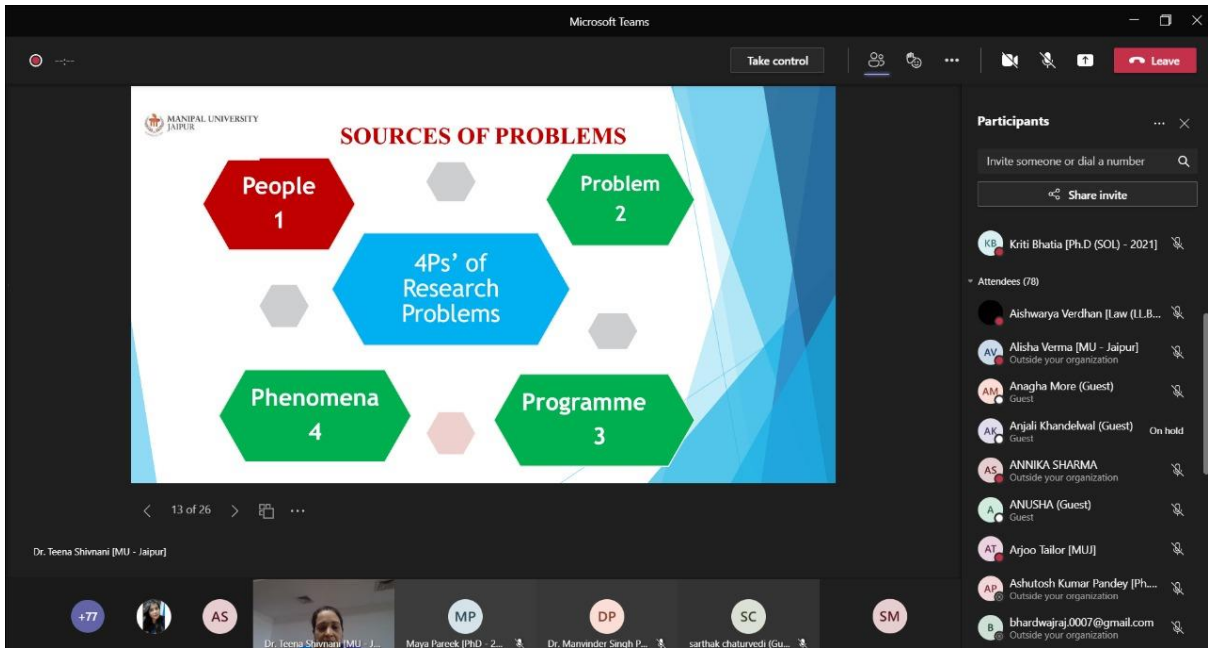 Microsoft Teams
--:--
Take control
Leave
MANIPAL UNIVERSITY
JAIPUR
SOURCES OF PROBLEMS
People
1
Problem
2
4Ps' of
Research
Problems
Phenomena
4
Programme
3
13 of 26
Dr. Teena Shivnani [MU - Jaipur]
+77
AS
Dr. Teena Shivnani [MU - J...
MP
Maya Pareek [PhD - 2...
DP
Dr. Manvinder Singh P...
SC
sarthak chaturvedi (Gu...
SM
Participants
Invite someone or dial a number
Share invite
KB
Kriti Bhatia [Ph.D (SOL) - 2021]
Attendees (78)
Aishwarya Verdhan [Law (LL.B...
AV
Alisha Verma [MU - Jaipur]
Outside your organization
AM
Anagha More (Guest)
Guest
AK
Anjali Khandelwal (Guest)
Guest
On hold
AS
ANNIKA SHARMA
Outside your organization
A
ANUSHA (Guest)
Guest
AT
Arjoo Tailor [MUJ]
AP
Ashutosh Kumar Pandey [Ph....
Outside your organization
B
bhardwajraj.0007@gmail.com
Outside your organization